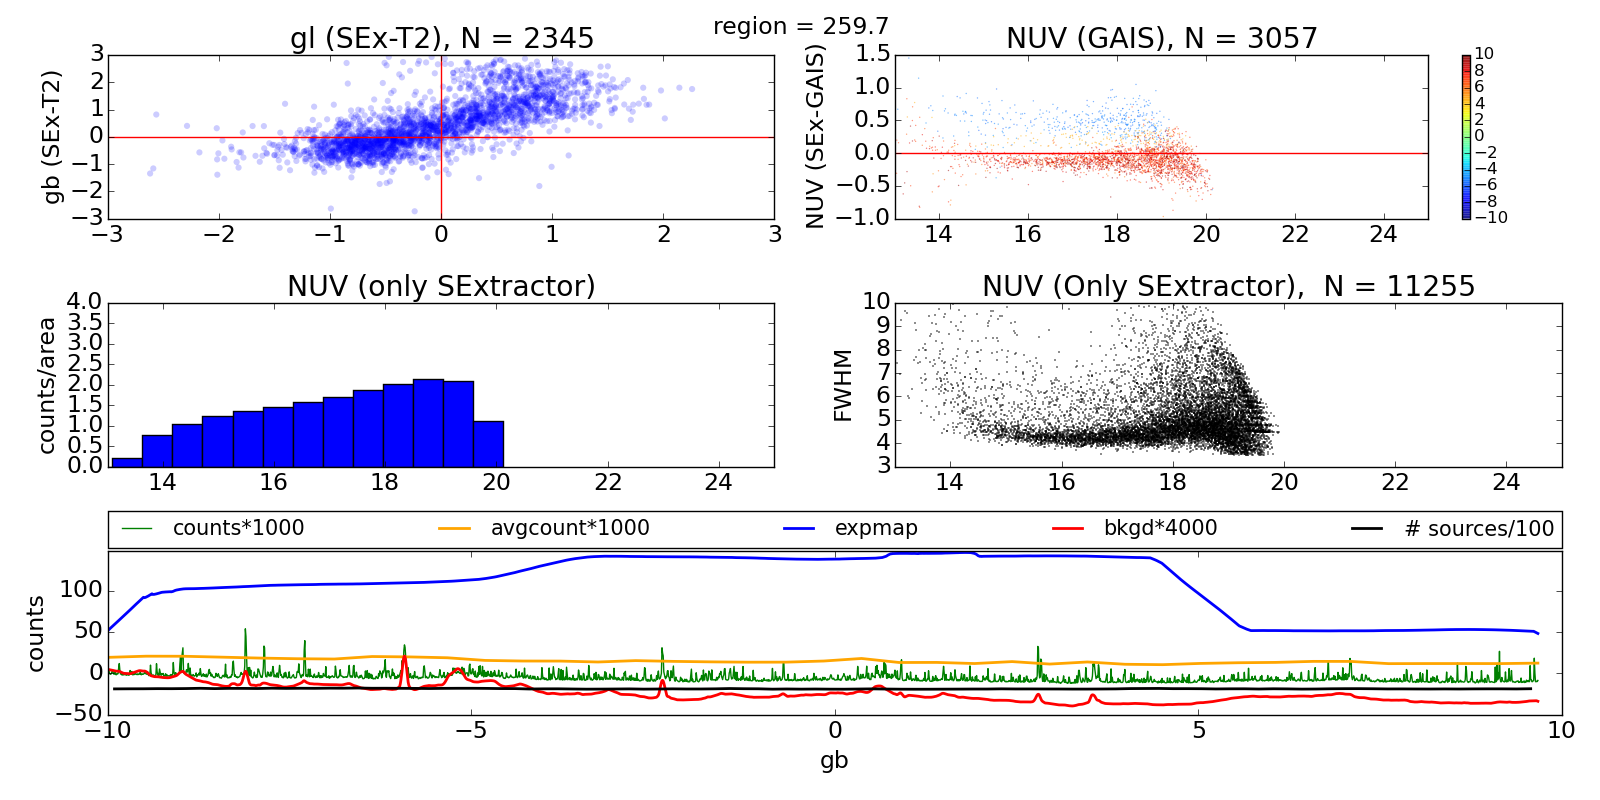 region = 259.7
gl (SEx-T2), N = 2345
gb (SEx-T2)
3
2
1
0
−1
−2
−3
−3 −2 −1 0 1 2 3
NUV (GAIS), N = 3057
NUV (SEx-GAIS)
1.5
1.0
0.5
0.0
−0.5
−1.0
14 16 18 20 22 24
10
8
6
4
2
0
−2
−4
−6
−8
−10
NUV (only SExtractor)
counts/area
4.0
3.5
3.0
2.5
2.0
1.5
1.0
0.5
0.0
14 16 18 20 22 24
NUV (Only SExtractor),  N = 11255
FWHM
10
9
8
7
6
5
4
3
14 16 18 20 22 24
counts*1000 avgcount*1000 expmap bkgd*4000 # sources/100
counts
100
50
0
−50
−10 −5 0 5 10
gb